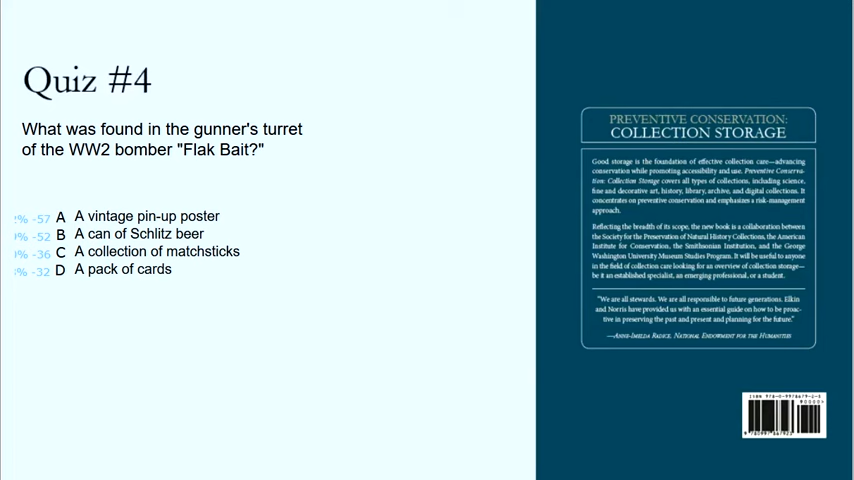 Quiz #4
What was found in the gunner's turret
of the WW2 bomber "Flak Bait?"
% -57 A A vintage pin-up poster
% -52 B A can of Schlitz beer
% -36 C A collection of matchsticks
% -32 D A pack of cards
PREVENTIVE CONSERVATION:
COLLECTION STORAGE
Good storage is the foundation of effective collection care—advancing
conservation while promoting accessibility and use. Preventive Conserva-
tion: Collection Storage covers all types of collections, including science,
fine and decorative art, history, library, archive, and digital collections. It
concentrates on preventive conservation and emphasizes a risk-management
approach.
Reflecting the breadth of its scope, the new book is a collaboration between
the Society for the Preservation of Natural History Collections, the American
Institute for Conservation, the Smithsonian Institution, and the George
Washington University Museum Studies Program. It will be useful to anyone
in the field of collection care looking for an overview of collection storage—
be it an established specialist, an emerging professional, or a student.
"We are all stewards. We are all responsible to future generations. Elkin
and Norris have provided us with an essential guide on how to be proac-
tive in preserving the past and present and planning for the future."
—ANNE-IMELDA RADICE, NATIONAL ENDOWMENT FOR THE HUMANITIES
90000>